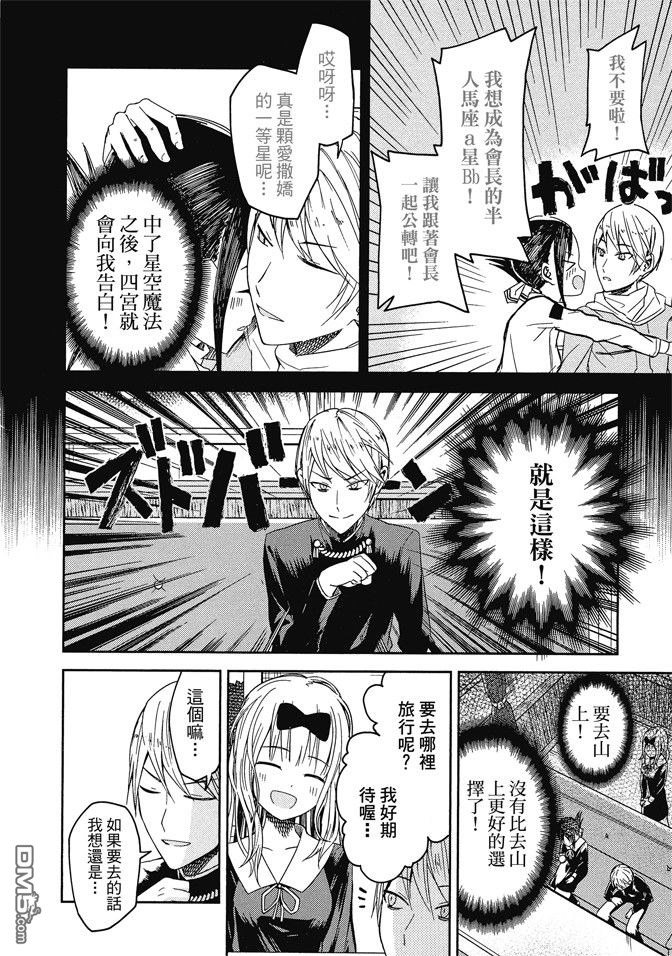 我不要啦！
がばっ
我想成為會長的半
人馬座a星Bb！
讓我跟著會長
一起公轉吧！
哎呀呀…
真是顆愛撒嬌
的一等星呢…
中了星空魔法
之後，四宮就
會向我告白！
就是這樣！
ズドバーン
要去山
上！
沒有比去山
上更好的選
擇了！
要去哪裡
旅行呢？
我好期
待喔…
這個嘛…
如果要去的話
我想還是…
DM5.COM